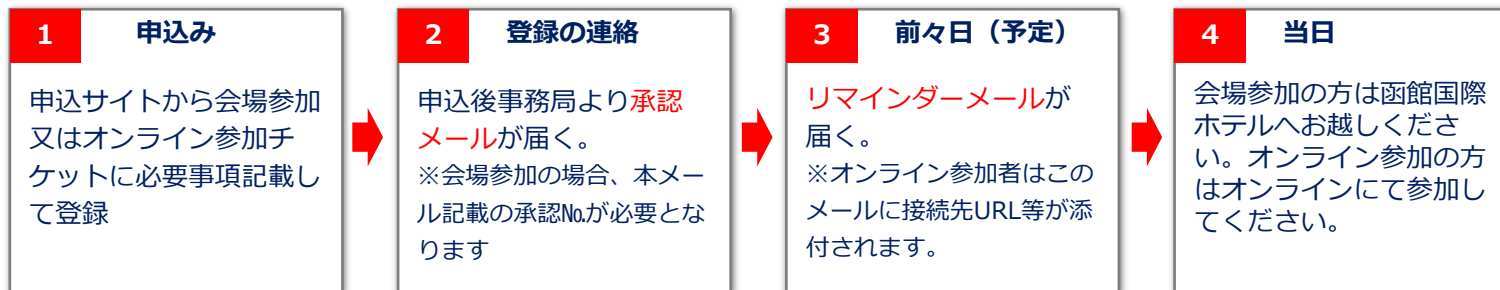 1 申込み
申込サイトから会場参加
又はオンライン参加チ
ケットに必要事項記載し
て登録
2 登録の連絡
申込後事務局より承認
メールが届く。
※会場参加の場合、本メー
ル記載の承認№が必要とな
ります
3 前々日（予定）
リマインダーメールが
届く。
※オンライン参加者はこの
メールに接続先URL等が添
付されます。
4 当日
会場参加の方は函館国際
ホテルへお越しくださ
い。オンライン参加の方
はオンラインにて参加し
てください。